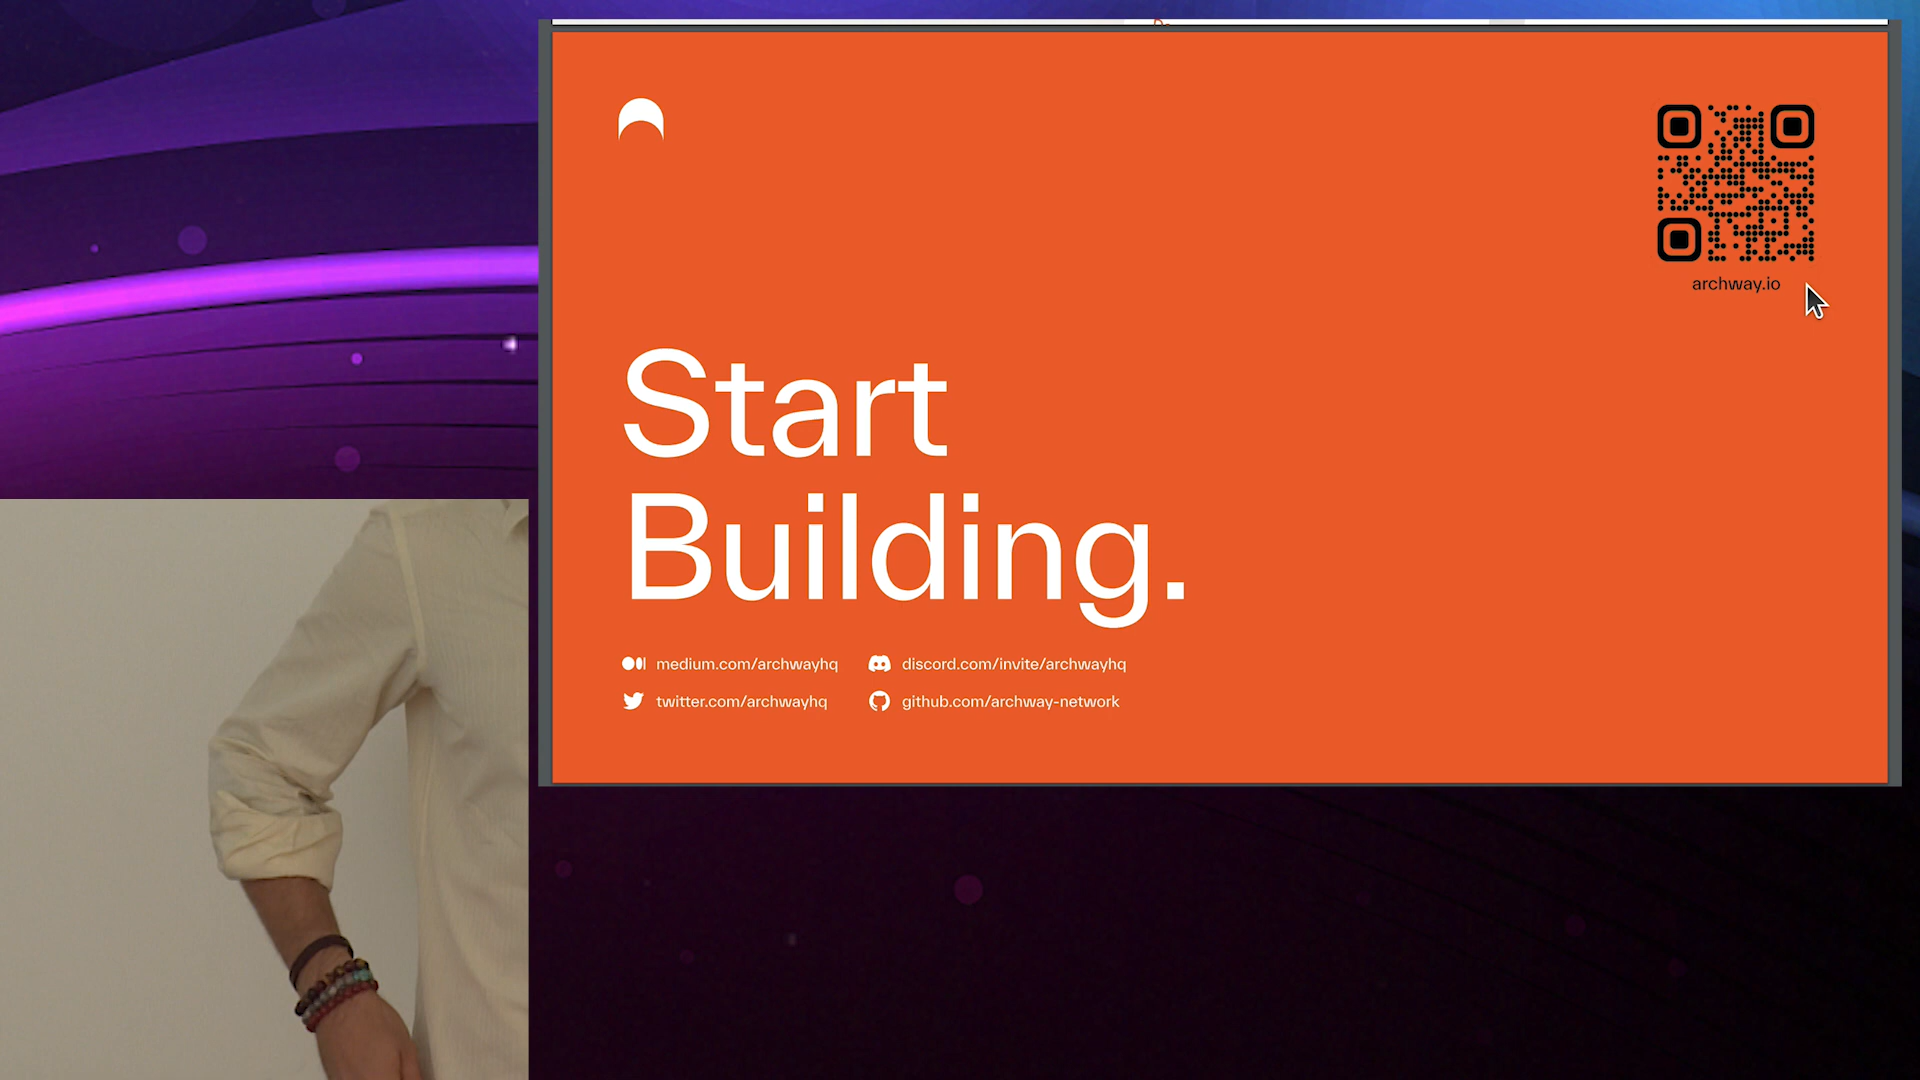 archway.io
Start
Building.
medium.com/archwayhq
discord.com/invite/archwayhq
twitter.com/archwayhq
github.com/archway-network